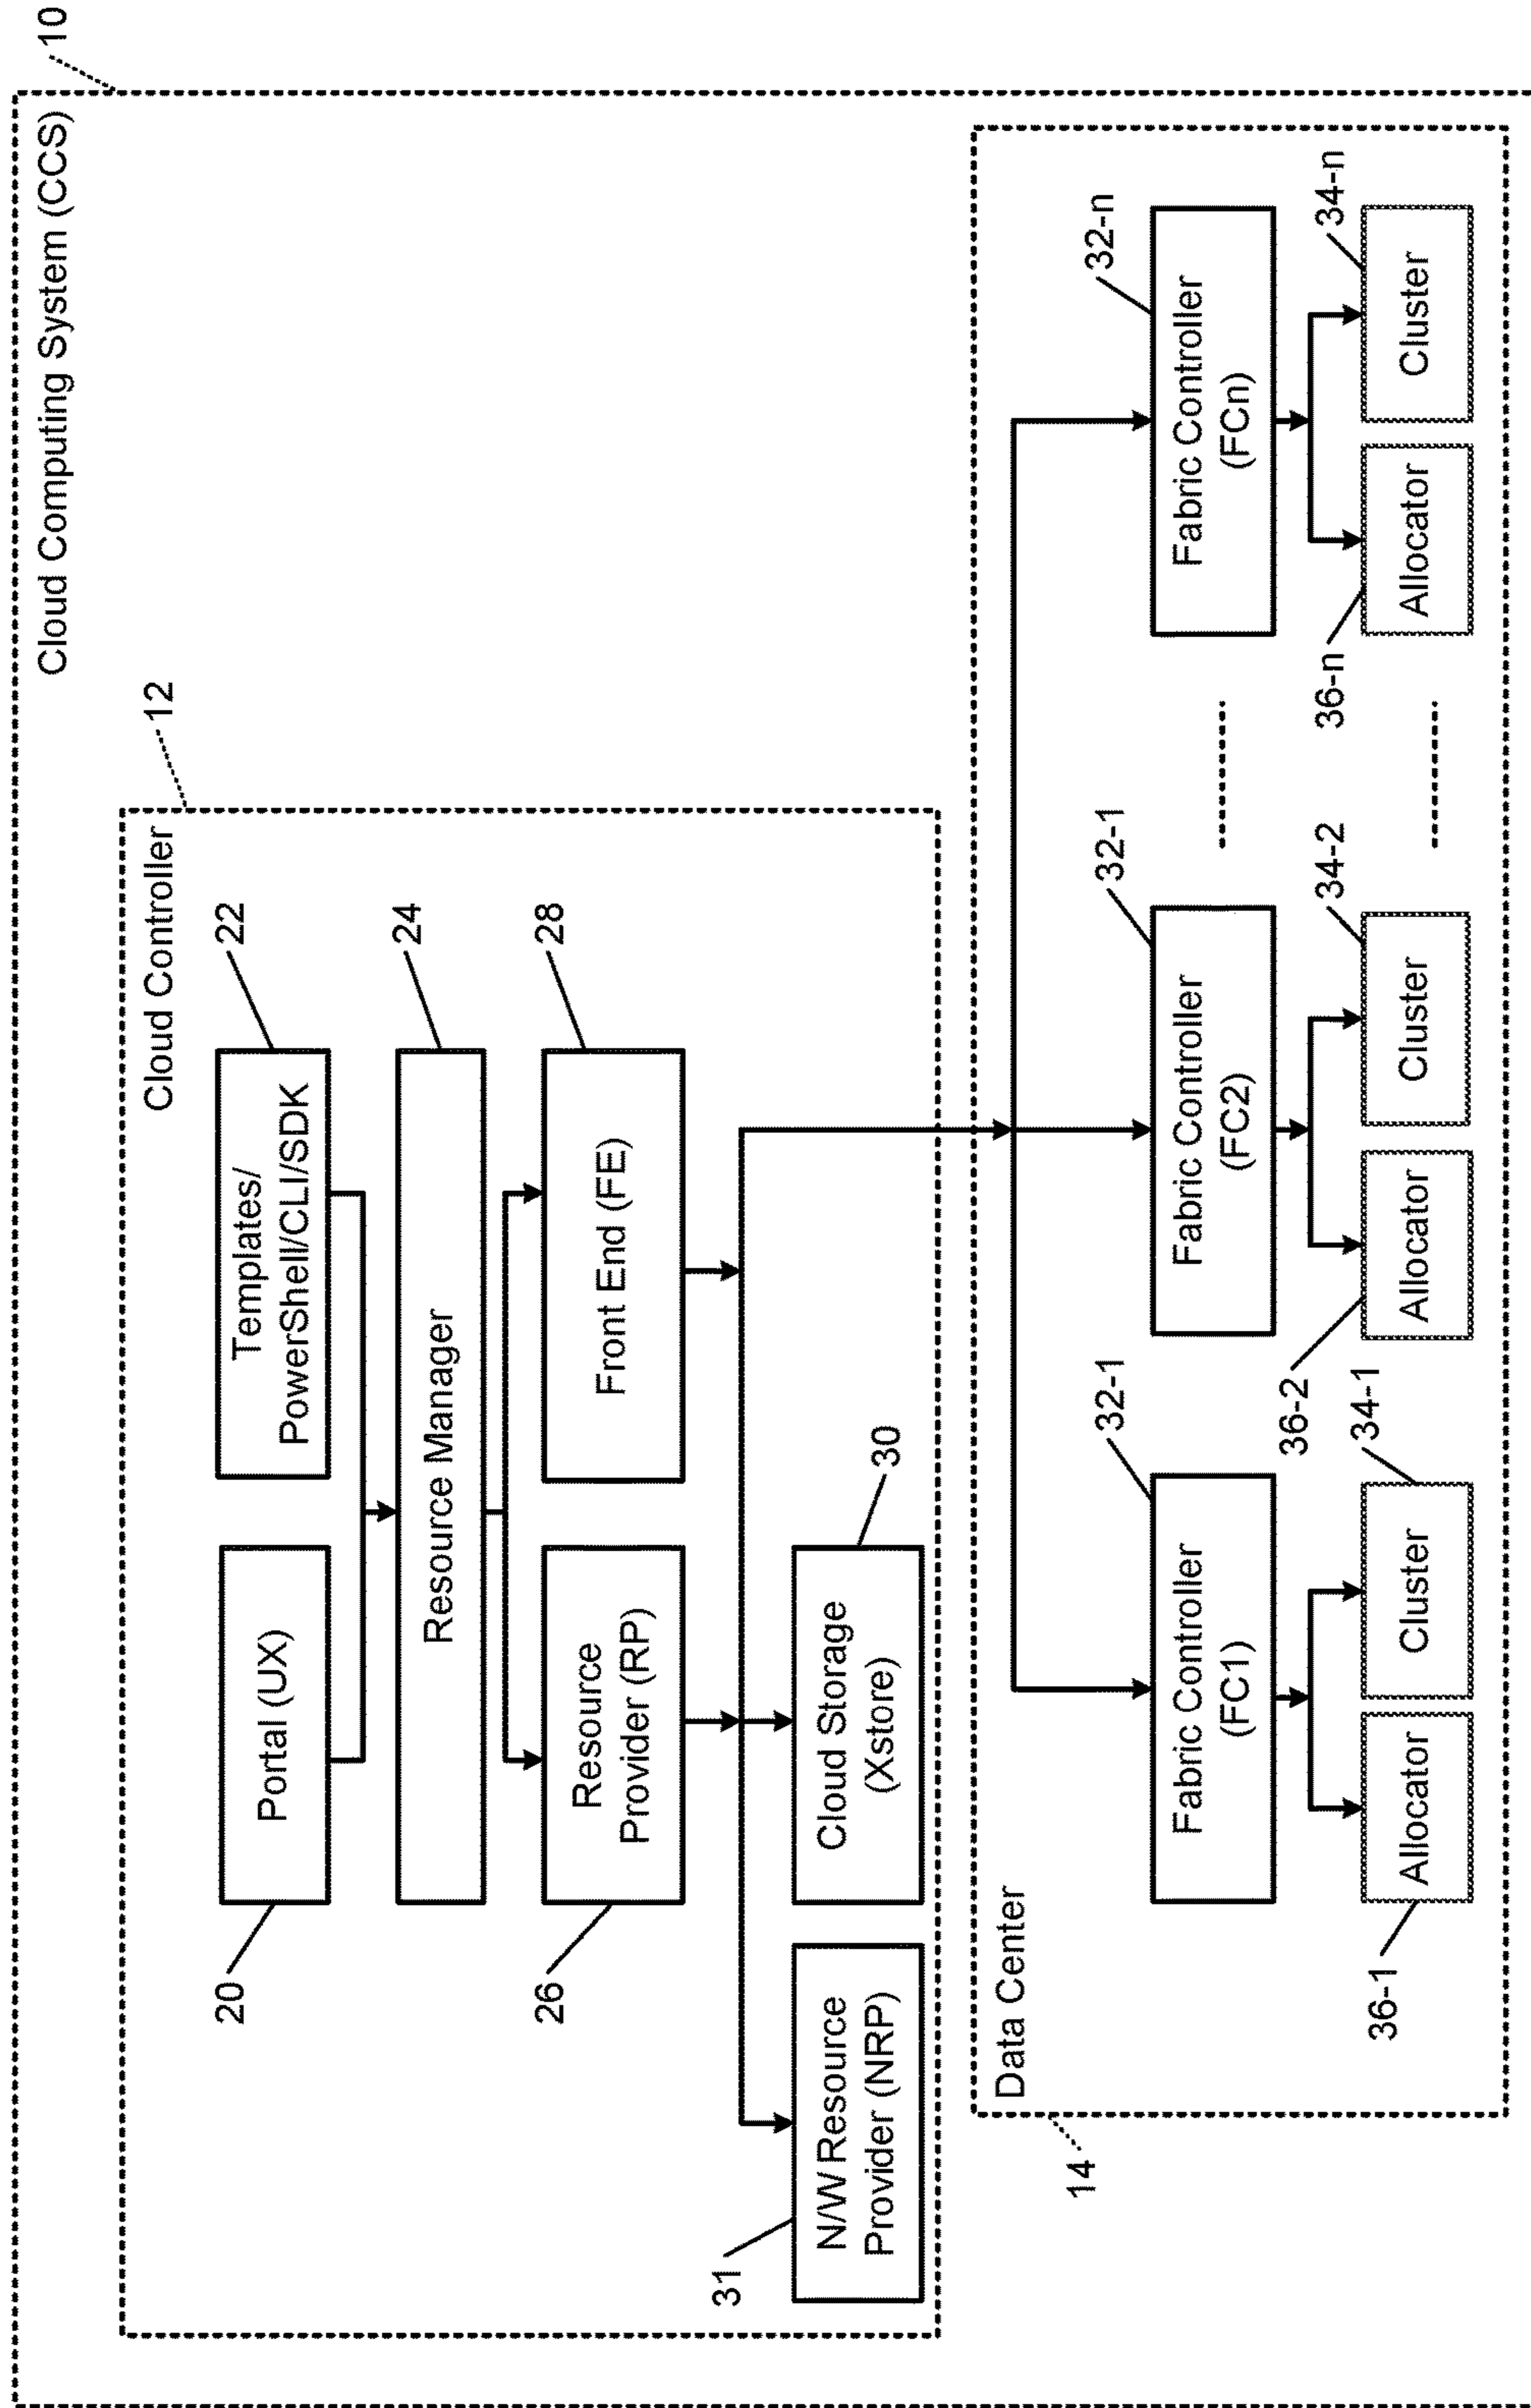 10
Cloud Computing System (CCS)
12
Cloud Controller
20
Portal (UX)
22
Templates/
PowerShell/CLI/SDK
24
Resource Manager
26
Resource
Provider (RP)
28
Front End (FE)
31
N/W Resource
Provider (NRP)
30
Cloud Storage
(Xstore)
14
Data Center
32-1
Fabric Controller
(FC1)
32-1
Fabric Controller
(FC2)
32-n
Fabric Controller
(FCn)
36-1
Allocator
34-1
Cluster
36-2
Allocator
34-2
Cluster
36-n
Allocator
34-n
Cluster